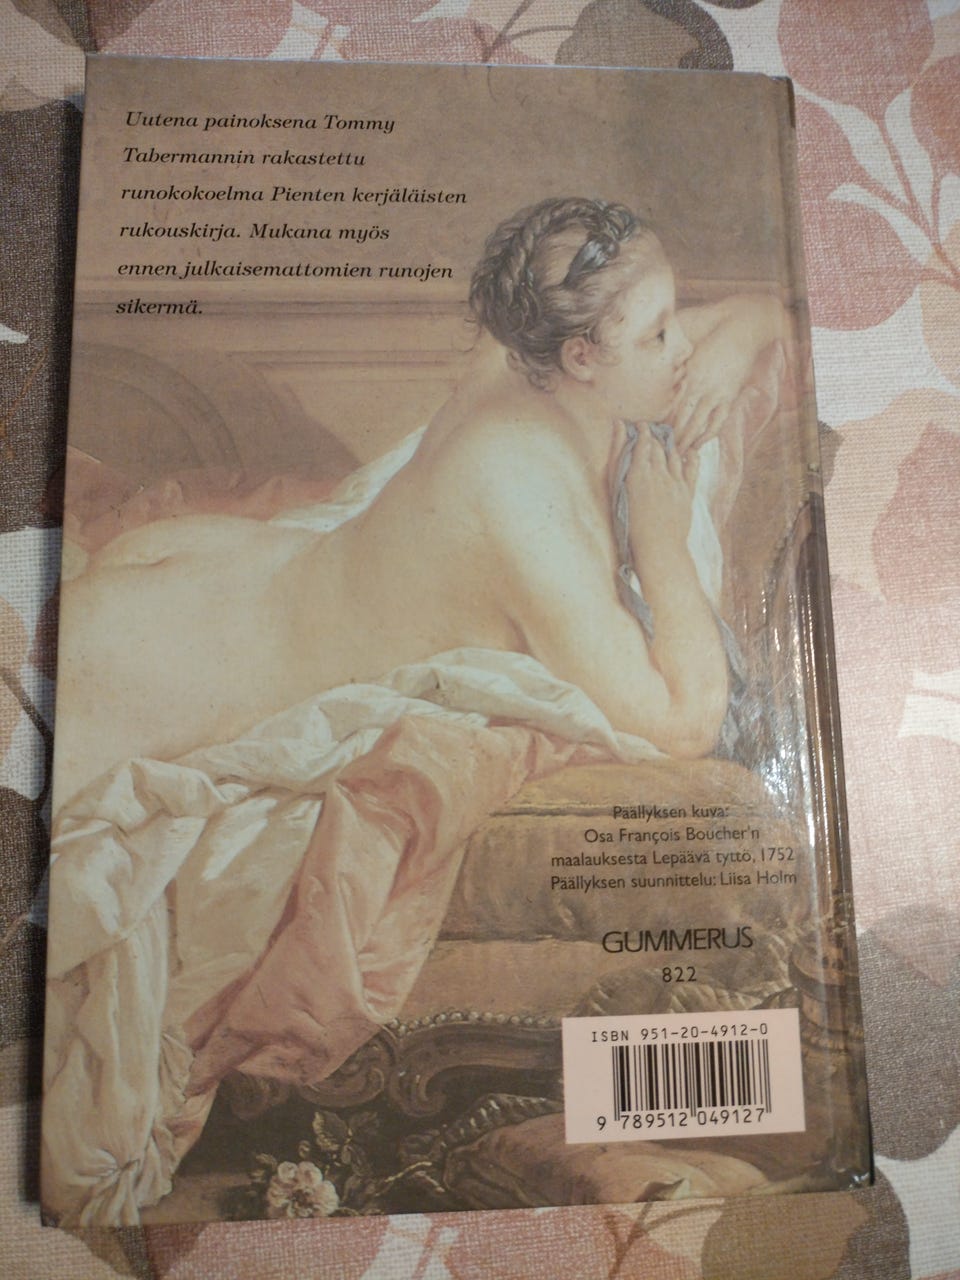 Uutena painoksena Tommy
Tabermannin rakastettu
runokokoelma Pienten kerjäläisten
rukouskirja. Mukana myös
ennen julkaisemattomien runojen
sikermä.
Päällyksen kuva:
Osa François Boucher'n
maalauksesta Lepäävä tyttö, 1752
Päällyksen suunnittelu: Liisa Holm
GUMMERUS
822
ISBN 951-20-4912-0
9 789512 049127